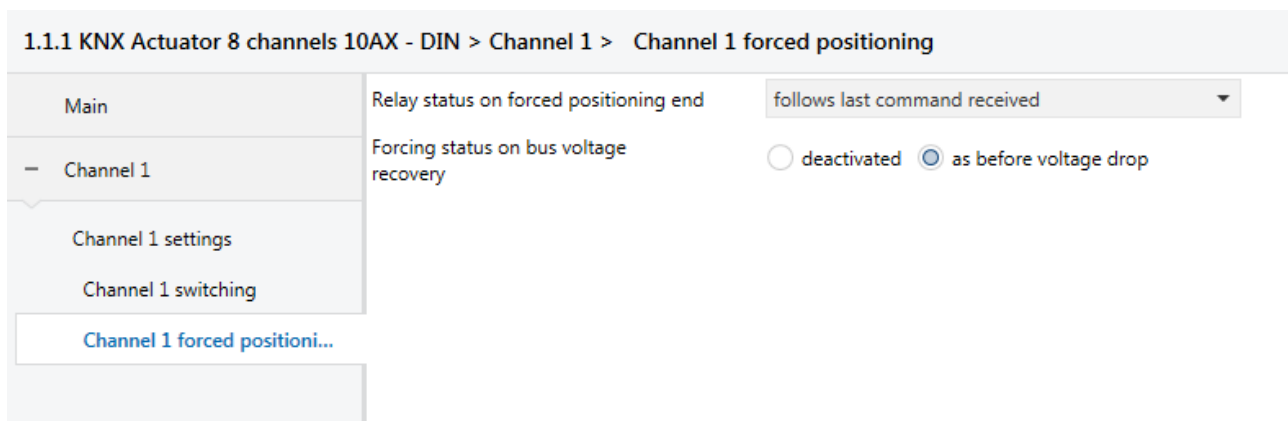 1.1.1 KNX Actuator 8 channels 10AX - DIN > Channel 1 > Channel 1 forced positioning
Main
Channel 1
Channel 1 settings
Channel 1 switching
Channel 1 forced positioni...
Relay status on forced positioning end
follows last command received
Forcing status on bus voltage
recovery
deactivated
as before voltage drop